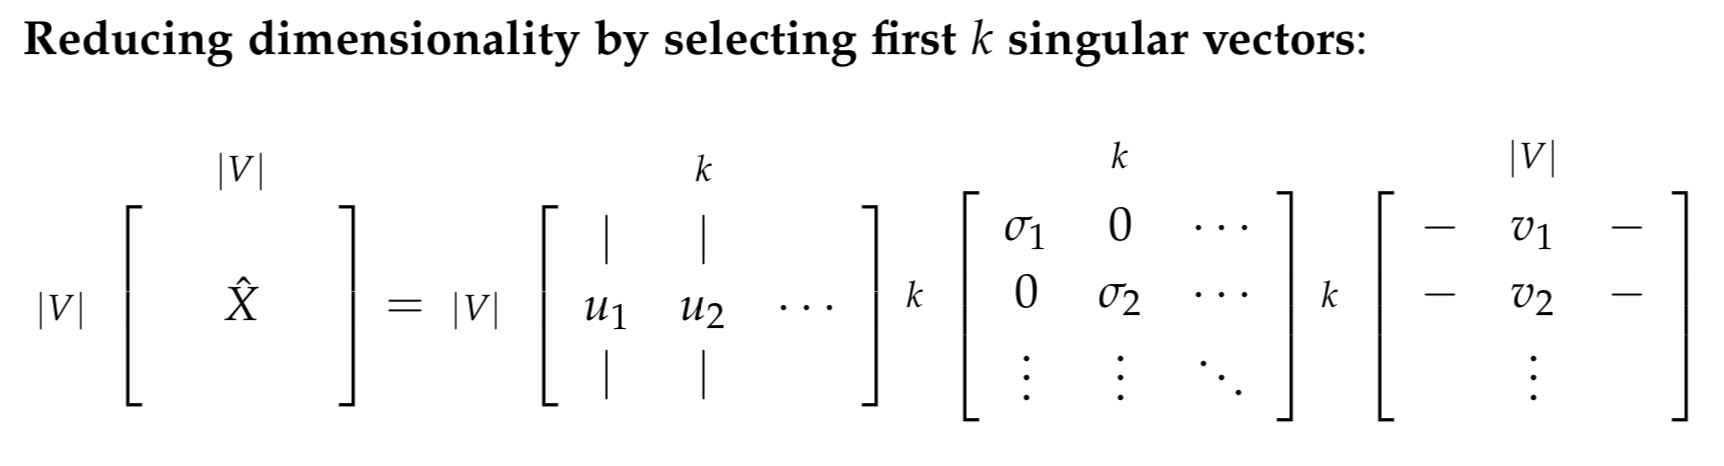 Reducing dimensionality by selecting first k singular vectors:
|V| k k |V|
|V| [ X̂ ] = |V| [ | | u₁ u₂ ⋯ | | ] k [ σ₁ 0 ⋯ 0 σ₂ ⋯ ⋮ ⋮ ⋱ ] k [ − v₁ − − v₂ − ⋮ ]